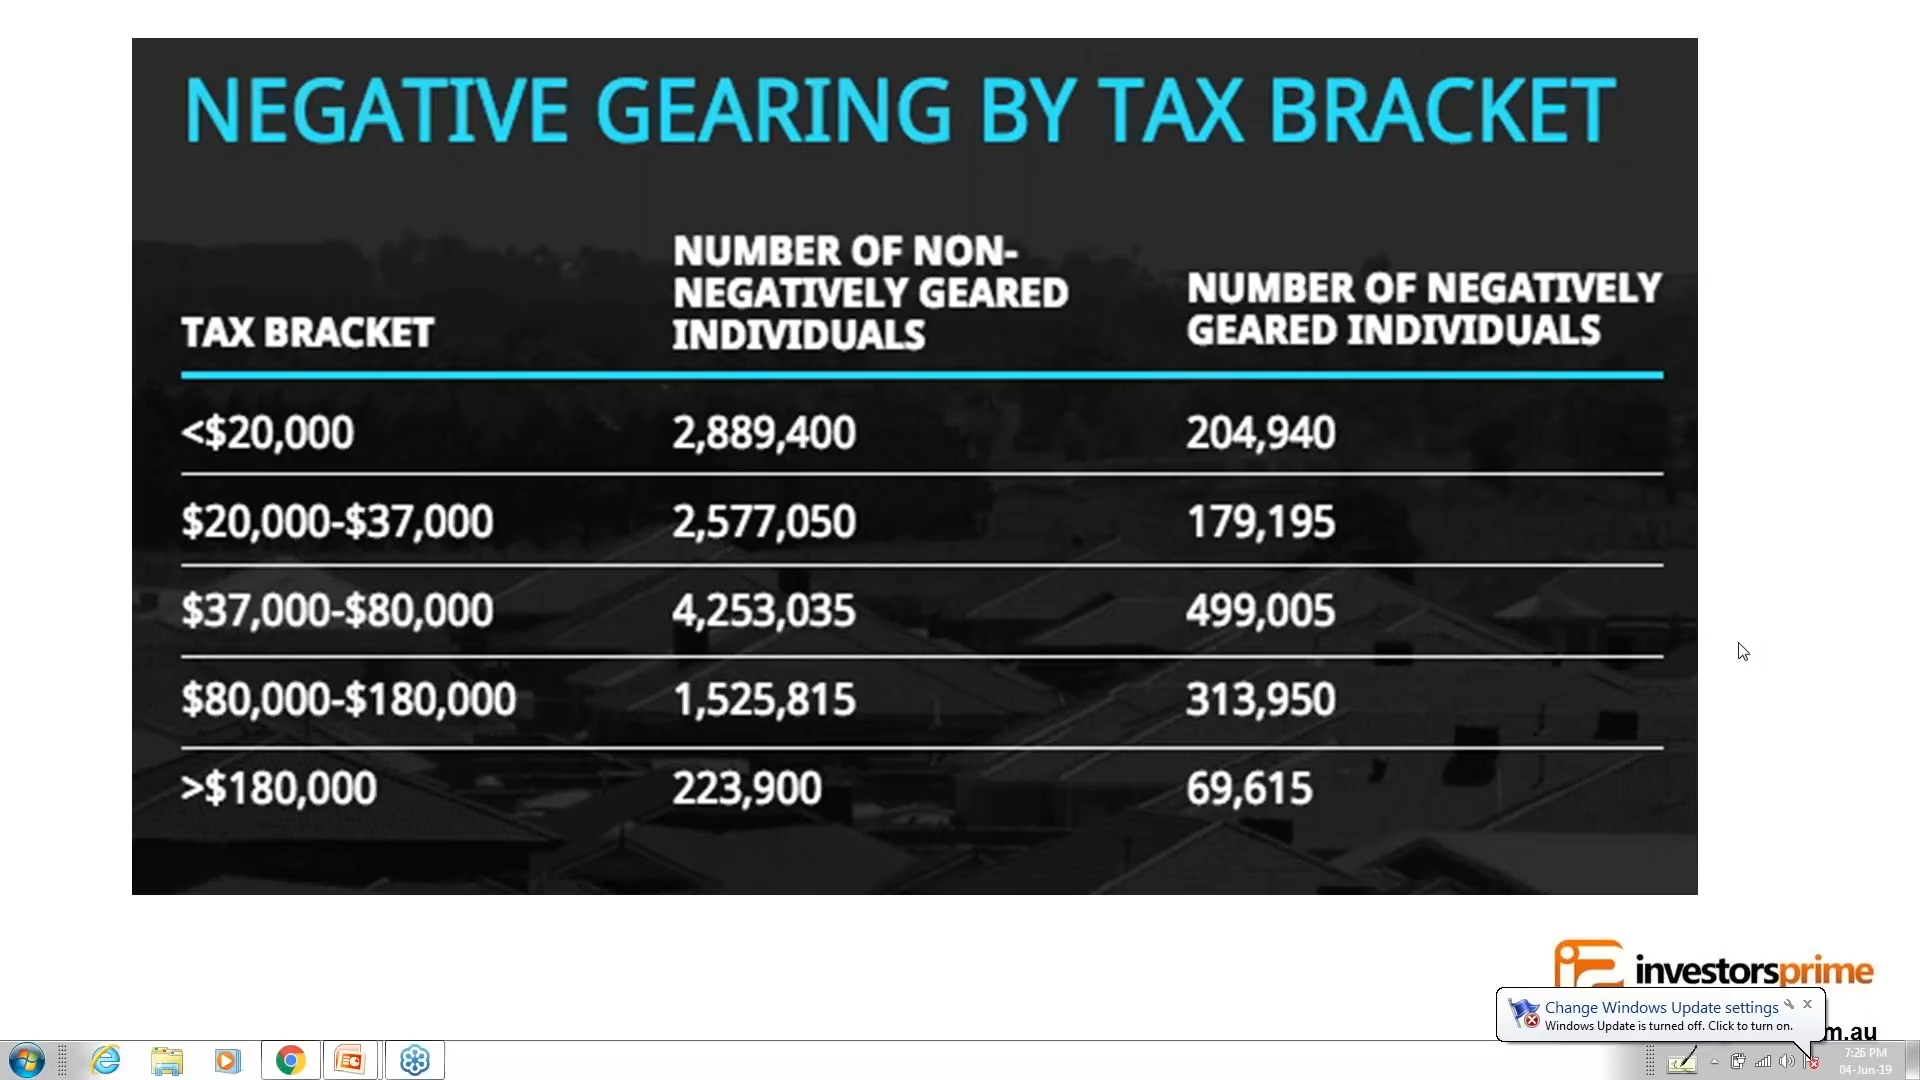 NEGATIVE GEARING BY TAX BRACKET
TAX BRACKET
NUMBER OF NON-
NEGATIVELY GEARED
INDIVIDUALS
NUMBER OF NEGATIVELY
GEARED INDIVIDUALS
<$20,000 2,889,400 204,940
$20,000-$37,000 2,577,050 179,195
$37,000-$80,000 4,253,035 499,005
$80,000-$180,000 1,525,815 313,950
>$180,000 223,900 69,615
investorsprime
Change Windows Update settings
Windows Update is turned off. Click to turn on.
m.au
7:26 PM
04-Jun-19